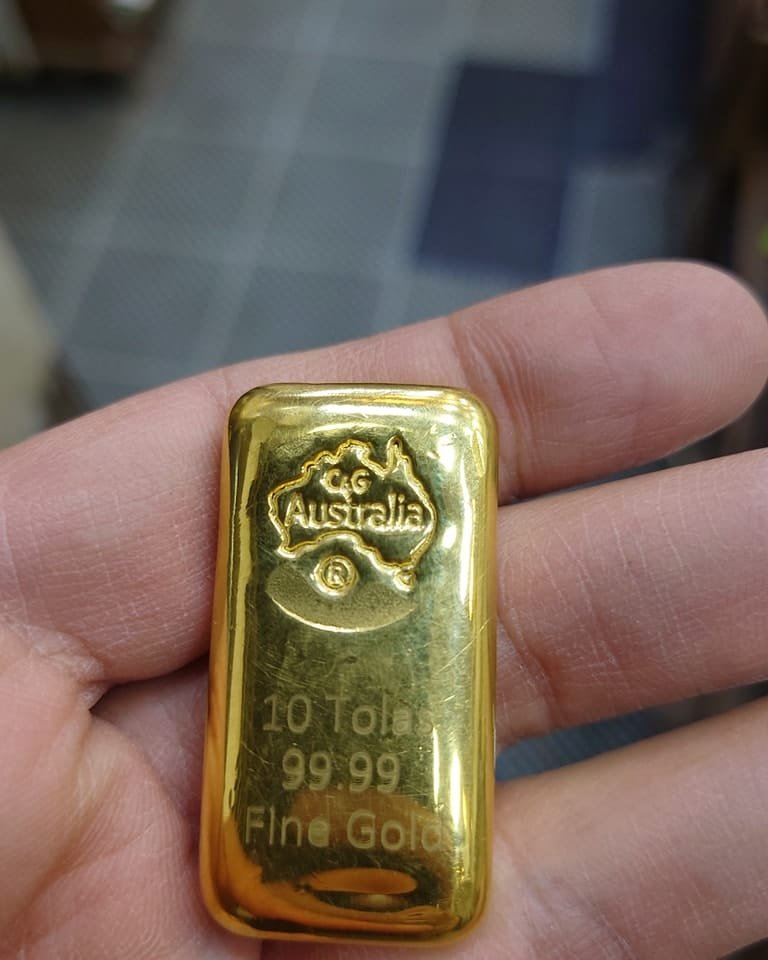 C&G
Australia
®
10 Tolas
99.99
Fine Gold